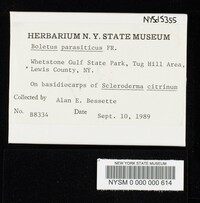 NYSd5355
HERBARIUM N. Y. STATE MUSEUM
Boletus parasiticus FR.
Whetstone Gulf State Park, Tug Hill Area,
Lewis County, NY.
On basidiocarps of Scleroderma citrinum
Collected by Alan E. Bessette
No. B8334 Date Sept. 10, 1989
NEW YORK STATE MUSEUM
NYSM 0 000 000 614